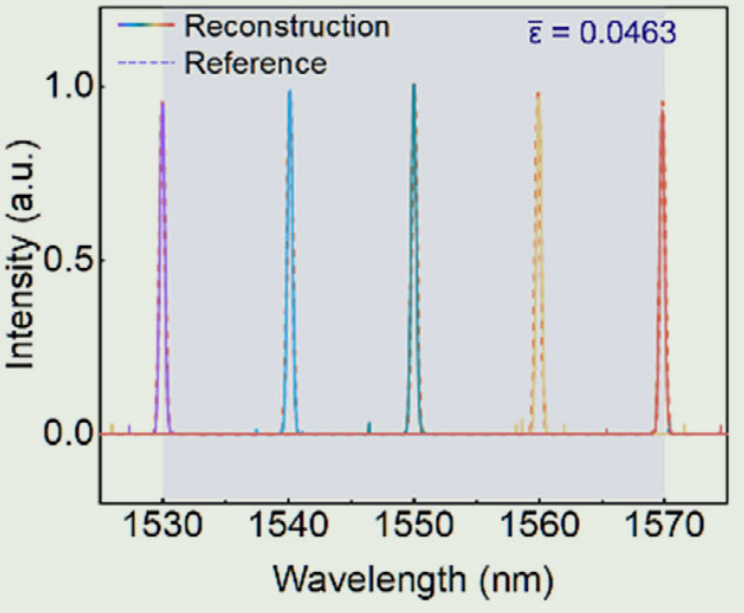 Reconstruction
ε̅ = 0.0463
Reference
1.0
0.5
0.0
Intensity (a.u.)
1530 1540 1550 1560 1570
Wavelength (nm)